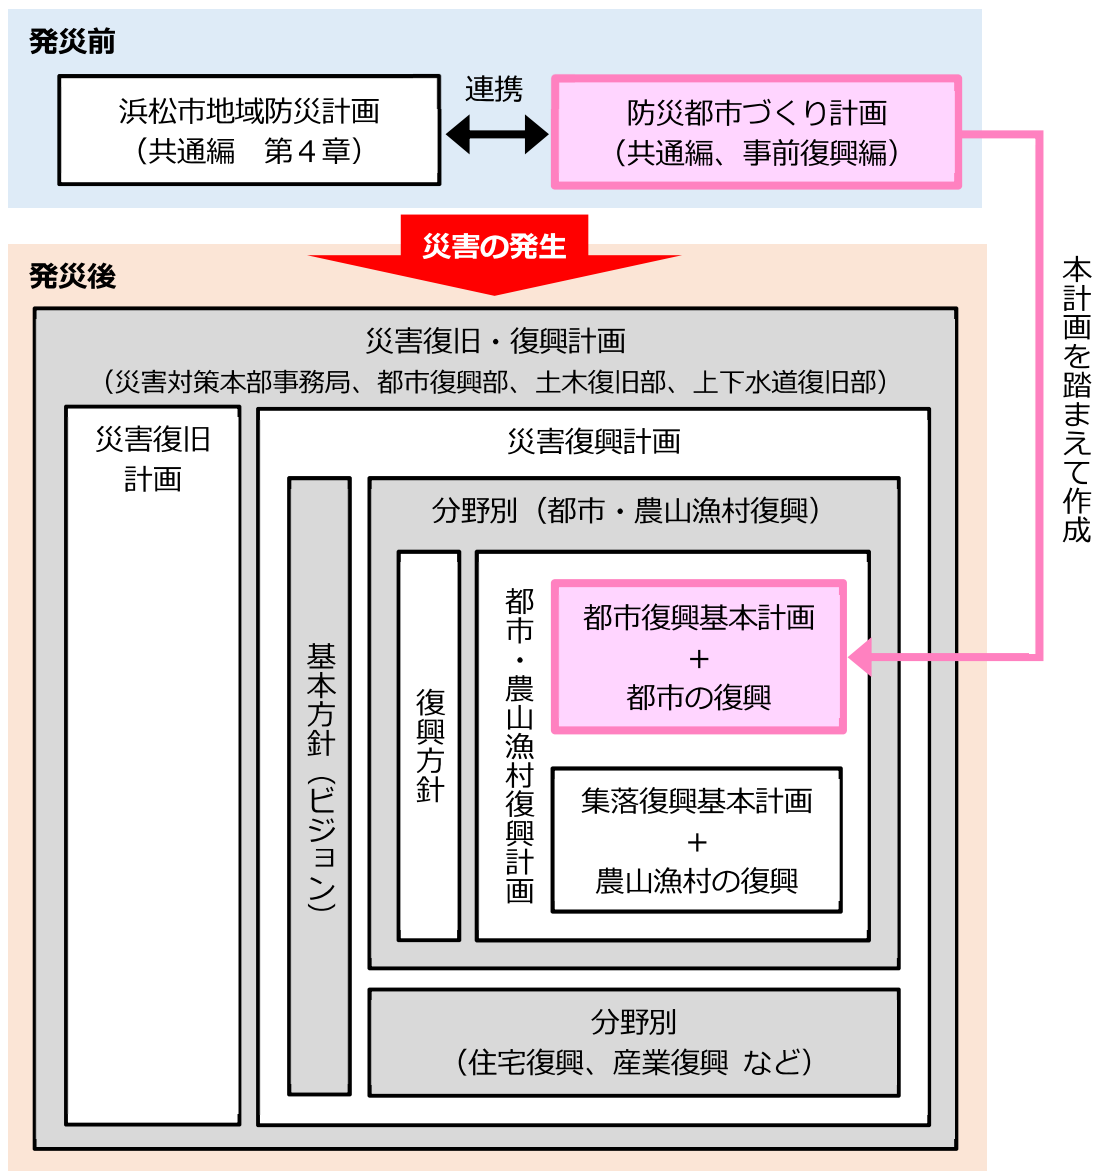 発災前
浜松市地域防災計画
（共通編　第４章）
連携
防災都市づくり計画
（共通編、事前復興編）
災害の発生
本計画を踏まえて作成
発災後
災害復旧・復興計画
（災害対策本部事務局、都市復興部、土木復旧部、上下水道復旧部）
災害復旧
計画
災害復興計画
基本方針（ビジョン）
分野別（都市・農山漁村復興）
復興方針
都市・農山漁村復興計画
都市復興基本計画
＋
都市の復興
集落復興基本計画
＋
農山漁村の復興
分野別
（住宅復興、産業復興 など）